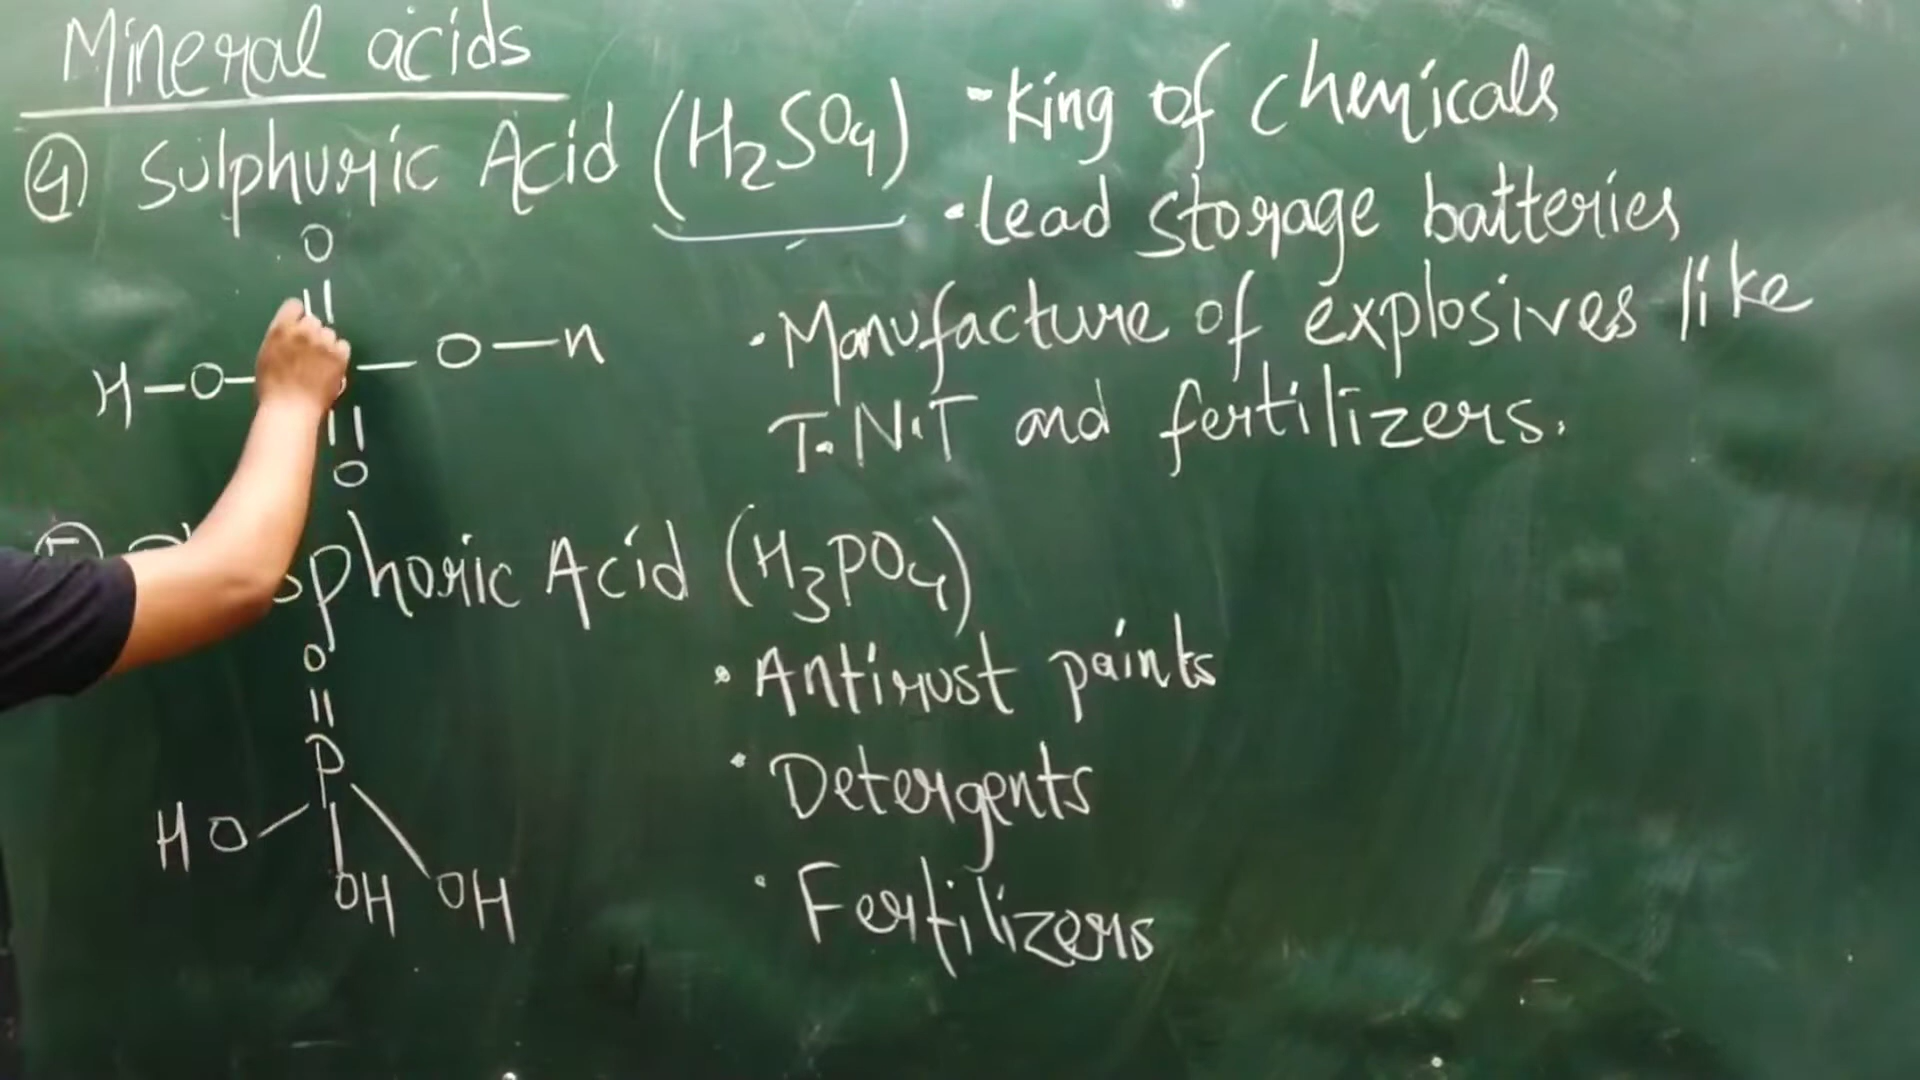 Mineral acids
④ Sulphuric Acid (H2SO4)
• King of chemicals
• Lead storage batteries
• Manufacture of explosives like
T.N.T and fertilizers.
O
||
H-O- -O-n
||
O
phoric Acid (H3PO4)
• Antirust paints
• Detergents
• Fertilizers
O
||
P
HO
OH OH